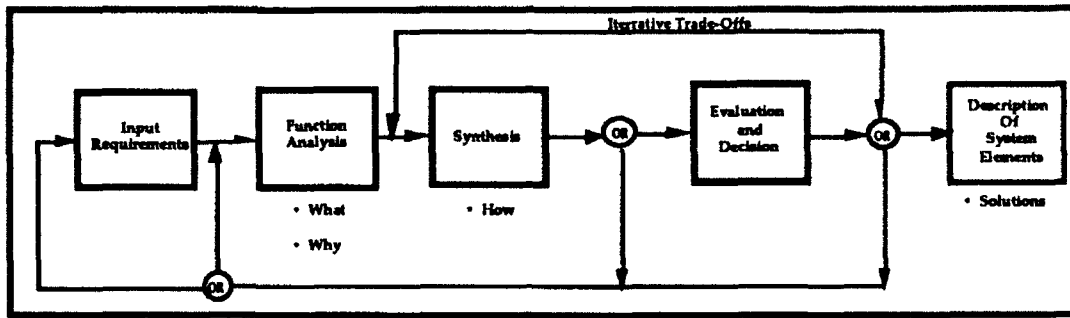 Iterrative Trade-Offs
Input
Requirements
Function
Analysis
Synthesis
OR
Evaluation
and
Decision
OR
Description
Of
System
Elements
• What
• Why
• How
• Solutions
OR